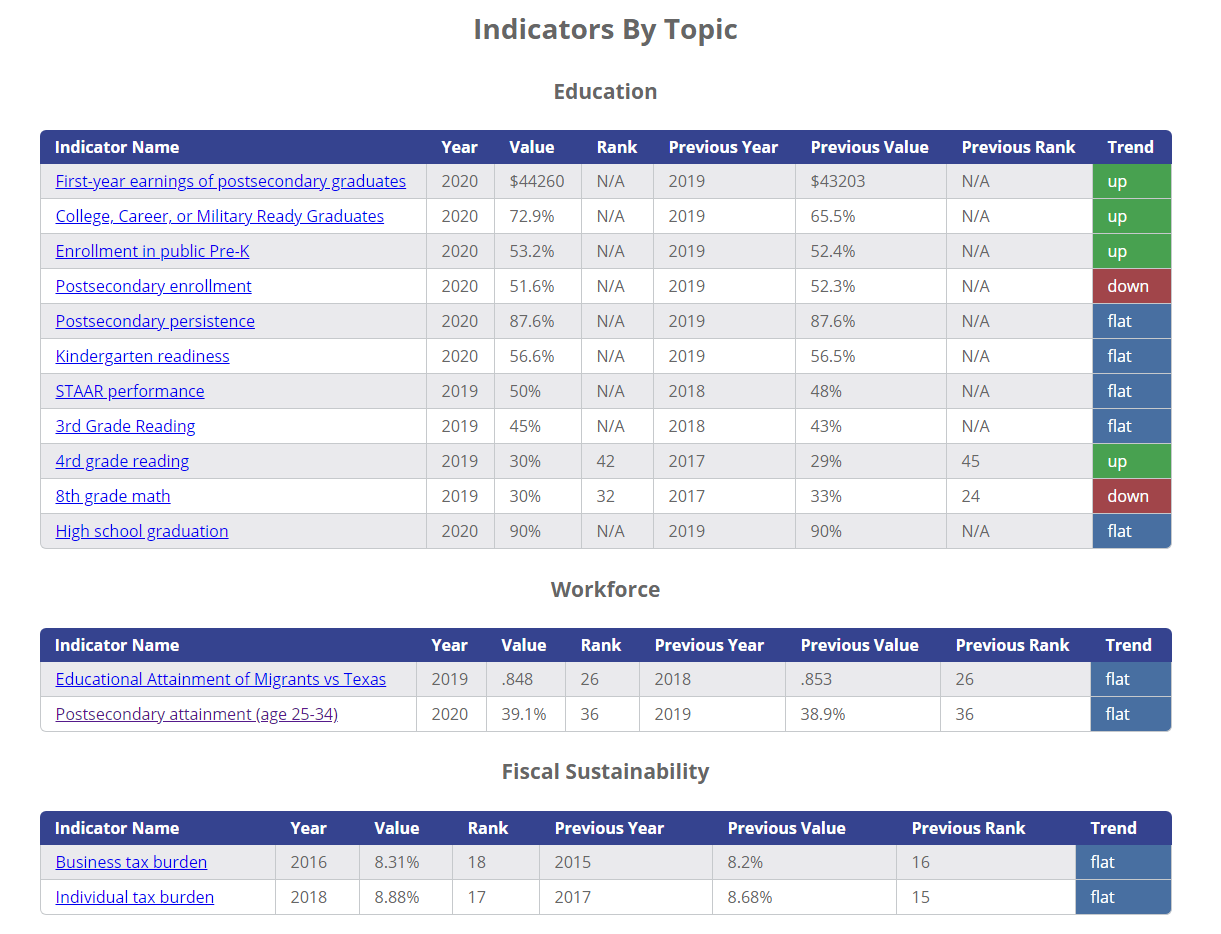 Indicators By Topic
Education
Indicator Name Year Value Rank Previous Year Previous Value Previous Rank Trend
First-year earnings of postsecondary graduates 2020 $44260 N/A 2019 $43203 N/A up
College, Career, or Military Ready Graduates 2020 72.9% N/A 2019 65.5% N/A up
Enrollment in public Pre-K 2020 53.2% N/A 2019 52.4% N/A up
Postsecondary enrollment 2020 51.6% N/A 2019 52.3% N/A down
Postsecondary persistence 2020 87.6% N/A 2019 87.6% N/A flat
Kindergarten readiness 2020 56.6% N/A 2019 56.5% N/A flat
STAAR performance 2019 50% N/A 2018 48% N/A flat
3rd Grade Reading 2019 45% N/A 2018 43% N/A flat
4rd grade reading 2019 30% 42 2017 29% 45 up
8th grade math 2019 30% 32 2017 33% 24 down
High school graduation 2020 90% N/A 2019 90% N/A flat
Workforce
Indicator Name Year Value Rank Previous Year Previous Value Previous Rank Trend
Educational Attainment of Migrants vs Texas 2019 .848 26 2018 .853 26 flat
Postsecondary attainment (age 25-34) 2020 39.1% 36 2019 38.9% 36 flat
Fiscal Sustainability
Indicator Name Year Value Rank Previous Year Previous Value Previous Rank Trend
Business tax burden 2016 8.31% 18 2015 8.2% 16 flat
Individual tax burden 2018 8.88% 17 2017 8.68% 15 flat